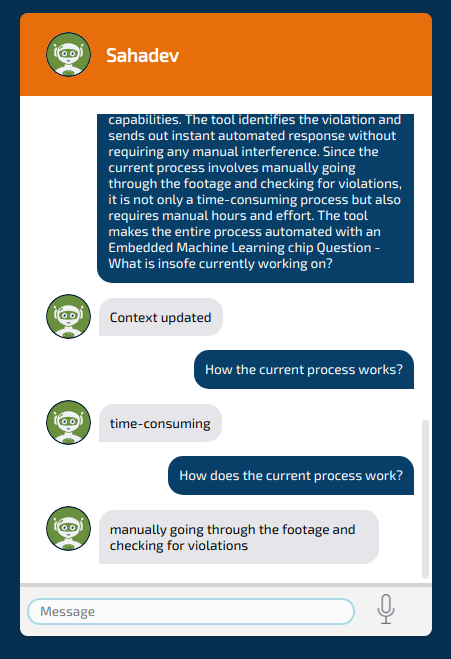 Sahadev
capabilities. The tool identifies the violation and
sends out instant automated response without
requiring any manual interference. Since the
current process involves manually going
through the footage and checking for violations,
it is not only a time-consuming process but also
requires manual hours and effort. The tool
makes the entire process automated with an
Embedded Machine Learning chip Question -
What is insofe currently working on?
Context updated
How the current process works?
time-consuming
How does the current process work?
manually going through the footage and
checking for violations
Message